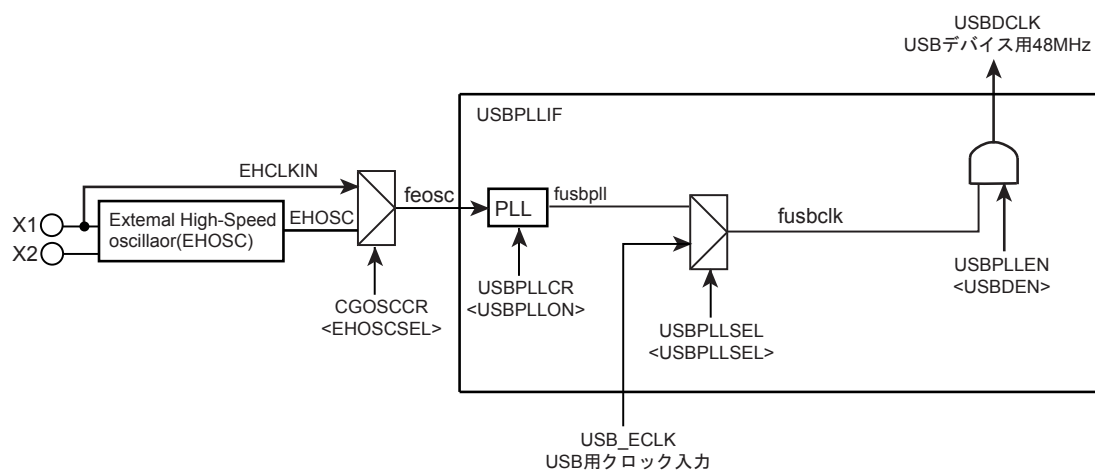 USBDCLK
USBデバイス用48MHz
USBPLLIF
EHCLKIN
X1
X2
External High-Speed
oscillaor(EHOSC)
EHOSC
feosc
PLL
fusbpll
fusbclk
CGOSCCR
<EHOSCSEL>
USBPLLCR
<USBPLLON>
USBPLLSEL
<USBPLLSEL>
USBPLLEN
<USBDEN>
USB_ECLK
USB用クロック入力